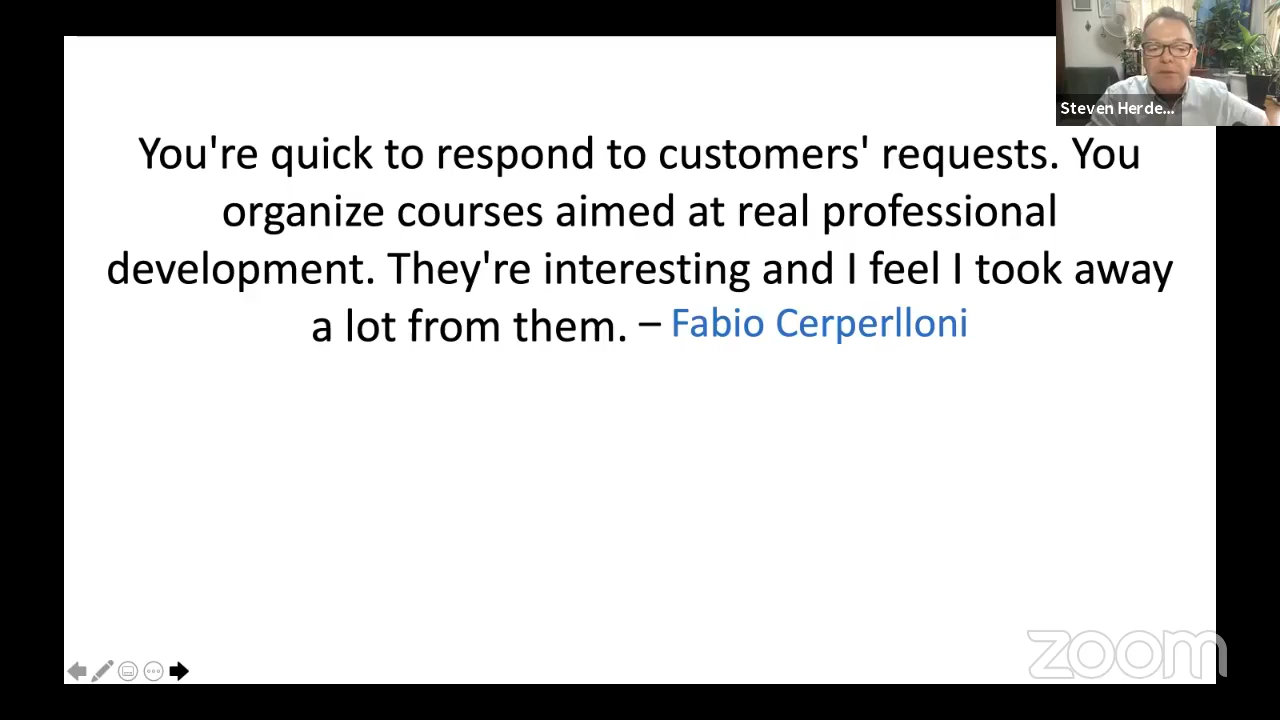 Steven Herde...
You're quick to respond to customers' requests. You
organize courses aimed at real professional
development. They're interesting and I feel I took away
a lot from them. – Fabio Cerperlloni
zoom